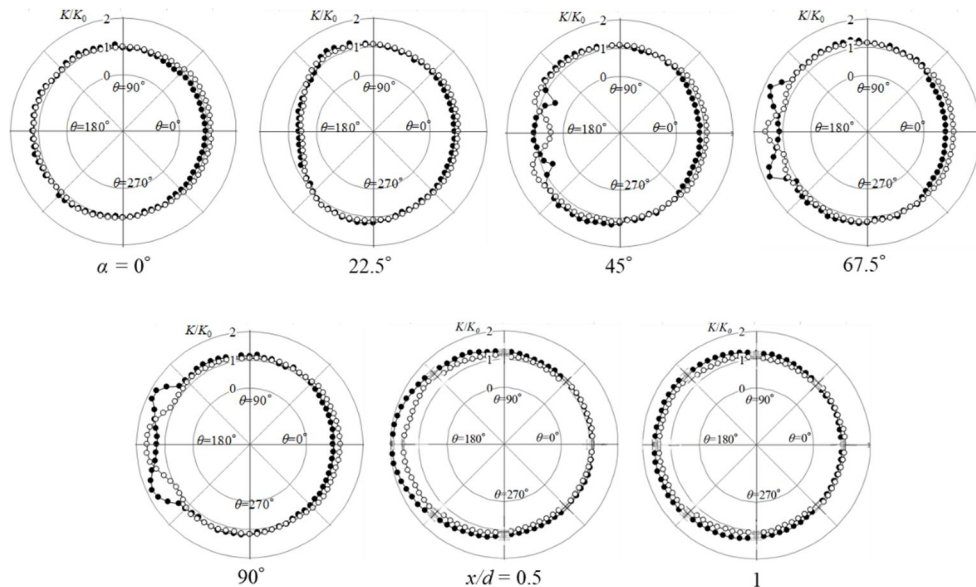 K/K₀ 2 K/K₀ 2 K/K₀ 2 K/K₀ 2
1 1 1 1
0 0 0 0
θ=90° θ=90° θ=90° θ=90°
θ=180° θ=0° θ=180° θ=0° θ=180° θ=0° θ=180° θ=0°
θ=270° θ=270° θ=270° θ=270°
α = 0° 22.5° 45° 67.5°
K/K₀ 2 K/K₀ 2 K/K₀ 2
1 1 1
0 0 0
θ=90° θ=90° θ=90°
θ=180° θ=0° θ=180° θ=0° θ=180° θ=0°
θ=270° θ=270° θ=270°
90° x/d = 0.5 1